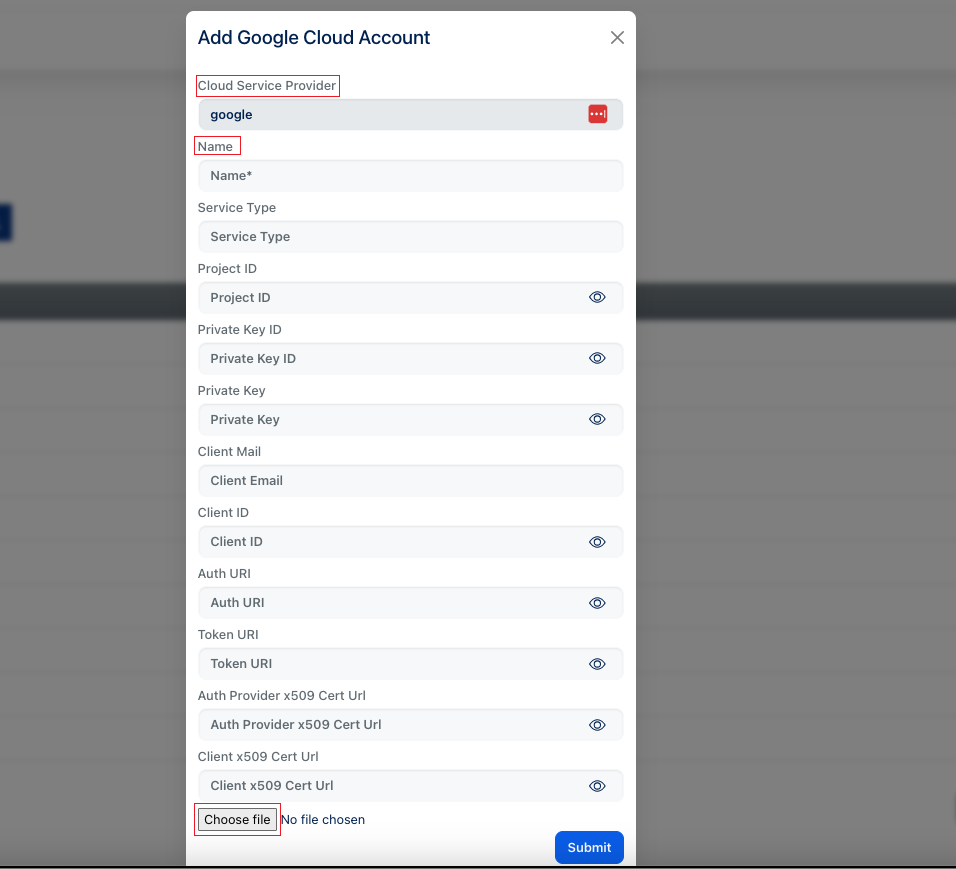 Add Google Cloud Account
Cloud Service Provider
google
Name
Name*
Service Type
Service Type
Project ID
Project ID
Private Key ID
Private Key ID
Private Key
Private Key
Client Mail
Client Email
Client ID
Client ID
Auth URI
Auth URI
Token URI
Token URI
Auth Provider x509 Cert Url
Auth Provider x509 Cert Url
Client x509 Cert Url
Client x509 Cert Url
Choose file No file chosen
Submit